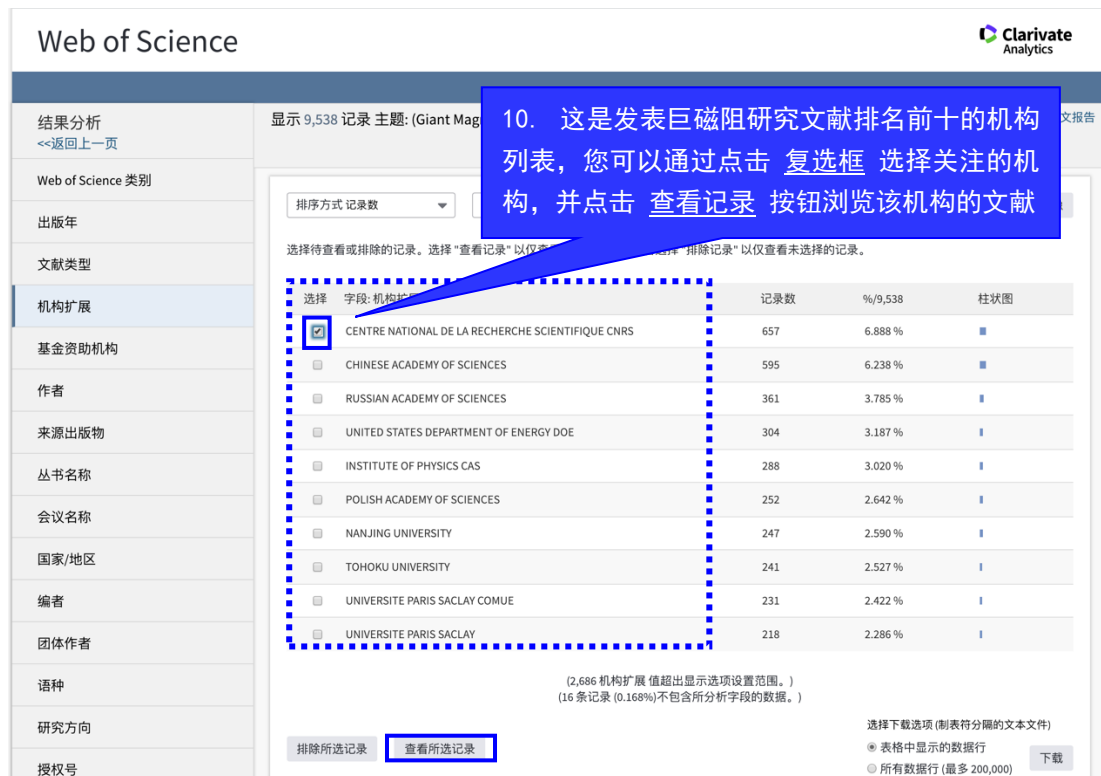 Web of Science
Clarivate
Analytics
结果分析
<<返回上一页
Web of Science 类别
出版年
文献类型
机构扩展
基金资助机构
作者
来源出版物
丛书名称
会议名称
国家/地区
编者
团体作者
语种
研究方向
授权号
显示 9,538 记录 主题: (Giant Mag
文报告
10. 这是发表巨磁阻研究文献排名前十的机构
列表，您可以通过点击 复选框 选择关注的机
构，并点击 查看记录 按钮浏览该机构的文献
排序方式 记录数
选择待查看或排除的记录。选择 "查看记录" 以仅查 "排除记录" 以仅查看未选择的记录。
选择 字段: 机构扩 记录数 %/9,538 柱状图
CENTRE NATIONAL DE LA RECHERCHE SCIENTIFIQUE CNRS 657 6.888 %
CHINESE ACADEMY OF SCIENCES 595 6.238 %
RUSSIAN ACADEMY OF SCIENCES 361 3.785 %
UNITED STATES DEPARTMENT OF ENERGY DOE 304 3.187 %
INSTITUTE OF PHYSICS CAS 288 3.020 %
POLISH ACADEMY OF SCIENCES 252 2.642 %
NANJING UNIVERSITY 247 2.590 %
TOHOKU UNIVERSITY 241 2.527 %
UNIVERSITE PARIS SACLAY COMUE 231 2.422 %
UNIVERSITE PARIS SACLAY 218 2.286 %
(2,686 机构扩展 值超出显示选项设置范围。)
(16 条记录 (0.168%)不包含所分析字段的数据。)
排除所选记录 查看所选记录
选择下载选项 (制表符分隔的文本文件)
表格中显示的数据行
所有数据行 (最多 200,000)
下载